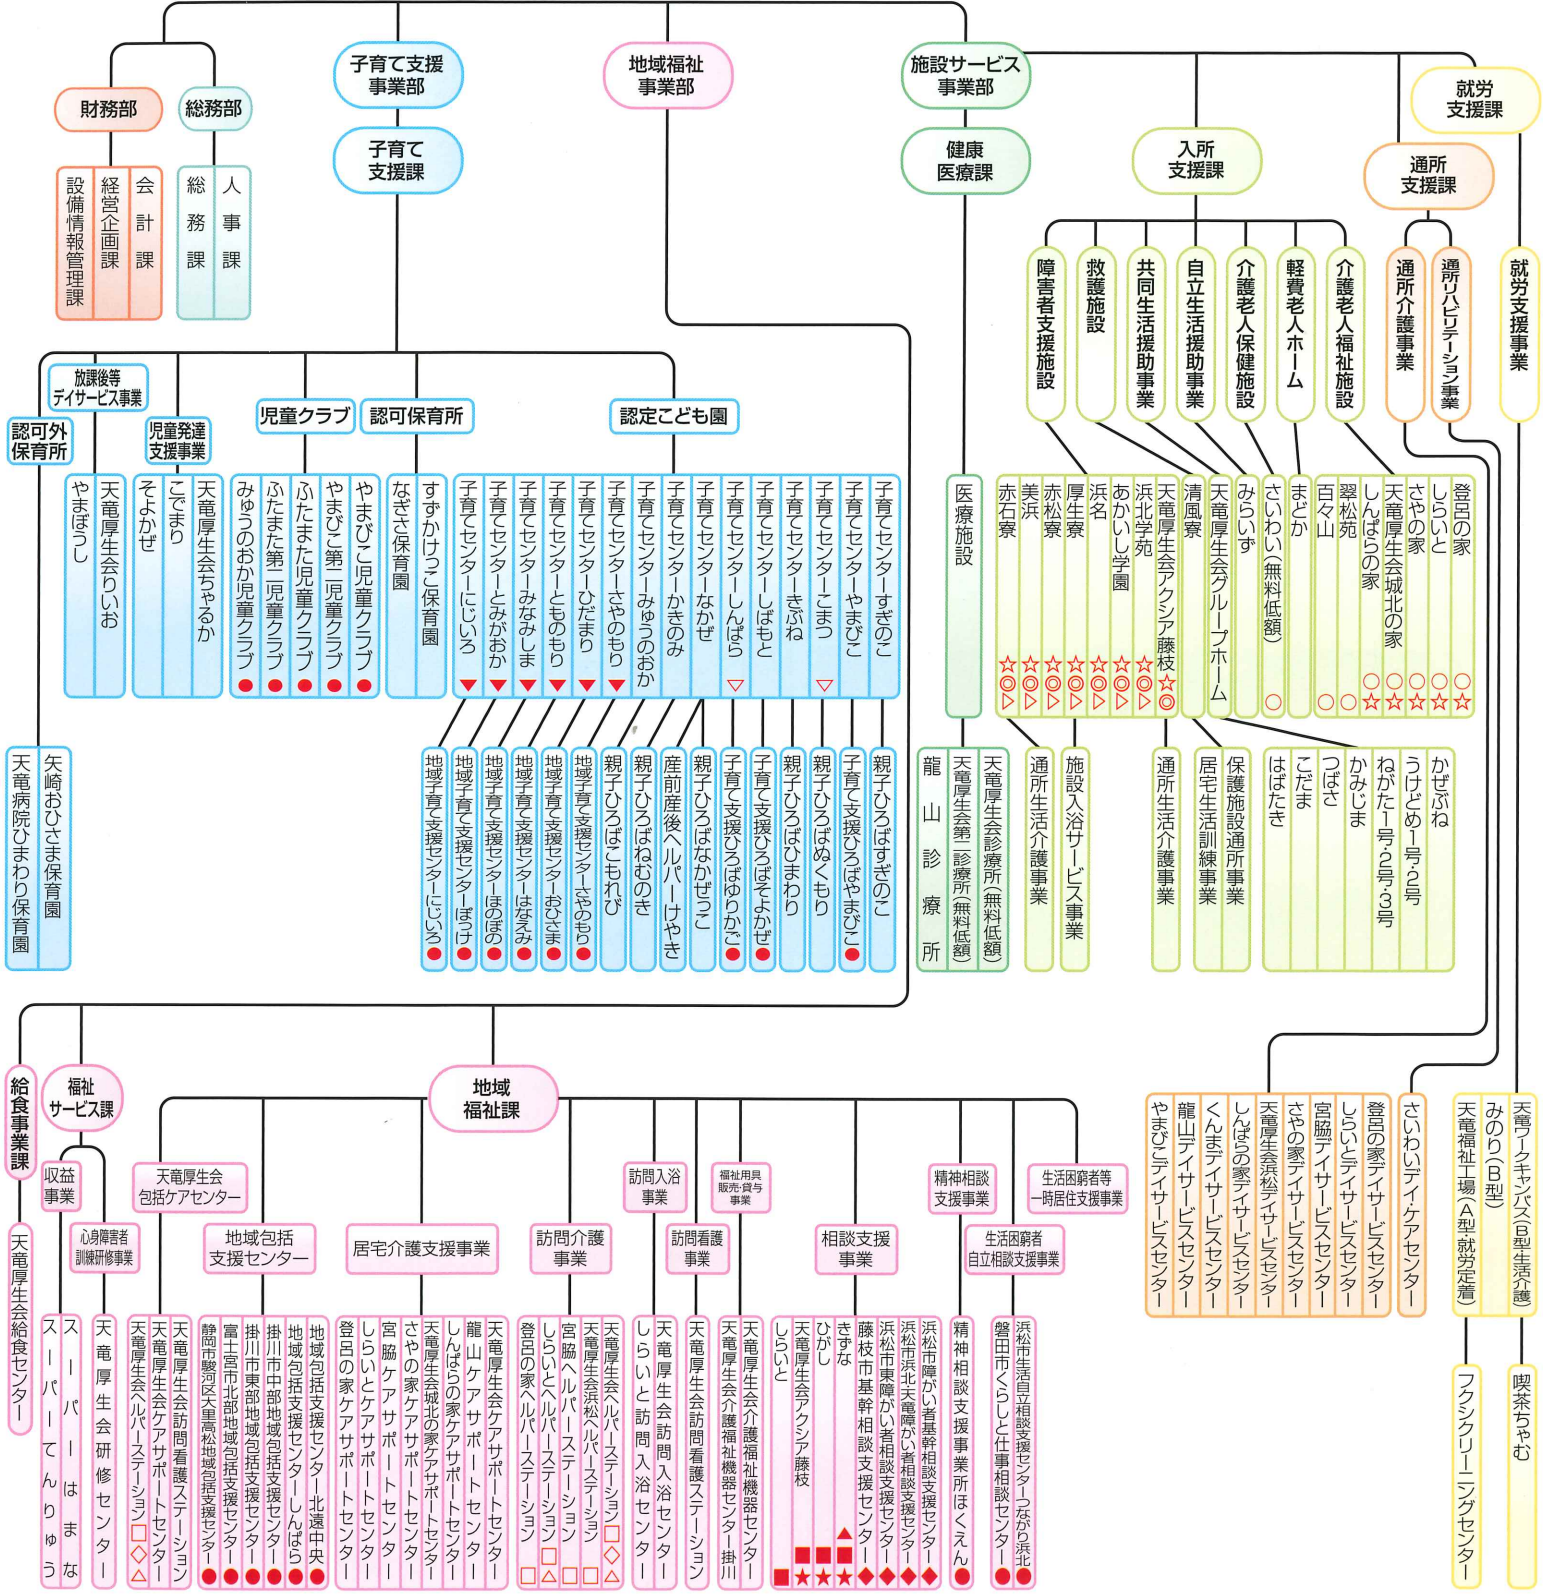 子育て支援
事業部
地域福祉
事業部
施設サービス
事業部
就労
支援課
財務部
総務部
子育て
支援課
健康
医療課
入所
支援課
通所
支援課
会計課
経営企画課
設備情報管理課
人事課
総務課
障害者支援施設
救護施設
共同生活援助事業
自立生活援助事業
介護老人保健施設
軽費老人ホーム
介護老人福祉施設
通所介護事業
通所リハビリテーション事業
就労支援事業
認可外
保育所
放課後等
デイサービス事業
児童発達
支援事業
児童クラブ
認可保育所
認定こども園
やまぼうし
天竜厚生会りいお
そよかぜ
こでまり
天竜厚生会ちゃるか
みゅうのおか児童クラブ●
ふたまた第二児童クラブ●
ふたまた児童クラブ●
やまびこ第二児童クラブ●
やまびこ児童クラブ●
なぎさ保育園
すずかけっこ保育園
子育てセンターにじいろ▼
子育てセンターとみがおか▼
子育てセンターみなみしま▼
子育てセンターとものもり▼
子育てセンターひだまり▼
子育てセンターさやのもり▼
子育てセンターみゅうのおか
子育てセンターかきのみ
子育てセンターなかぜ
子育てセンターしんぱら▽
子育てセンターしばもと
子育てセンターきぶね
子育てセンターこまつ▽
子育てセンターやまびこ
子育てセンターすぎのこ
医療施設
赤石寮☆◎▷
美浜☆◎▷
赤松寮☆◎▷
厚生寮☆◎▷
浜名☆◎▷
あかいし学園☆◎▷
浜北学苑☆◎▷
天竜厚生会アクシア藤枝☆◎
清風寮
天竜厚生会グループホーム
みらいず
さいわい(無料低額)○
まどか
百々山○
翠松苑○
しんぱらの家○☆
天竜厚生会城北の家○☆
さやの家○☆
しらいと○☆
登呂の家○☆
天竜病院ひまわり保育園
矢崎おひさま保育園
地域子育て支援センターにじいろ●
地域子育て支援センターぽっけ●
地域子育て支援センターほのぼの●
地域子育て支援センターはなえみ●
地域子育て支援センターおひさま●
地域子育て支援センターさやのもり●
親子ひろばこもれび
親子ひろばねむのき
産前産後ヘルパーけやき
親子ひろばなかぜっこ
子育て支援ひろばゆりかご●
子育て支援ひろばそよかぜ●
親子ひろばひまわり
親子ひろばぬくもり
子育て支援ひろばやまびこ●
親子ひろばすぎのこ
龍山診療所
天竜厚生会第二診療所(無料低額)
天竜厚生会診療所(無料低額)
通所生活介護事業
施設入浴サービス事業
通所生活介護事業
居宅生活訓練事業
保護施設通所事業
はばたき
こだま
つばさ
かみじま
ねがた1号・2号・3号
うけどめ1号・2号
かぜぶね
給食事業課
福祉
サービス課
地域
福祉課
収益
事業
心身障害者
訓練研修事業
天竜厚生会
包括ケアセンター
地域包括
支援センター
居宅介護支援事業
訪問介護
事業
訪問入浴
事業
訪問看護
事業
福祉用具
販売・貸与
事業
相談支援
事業
精神相談
支援事業
生活困窮者
自立相談支援事業
生活困窮者等
一時居住支援事業
天竜厚生会給食センター
スーパーてんりゅう
スーパーはまな
天竜厚生会研修センター
天竜厚生会ヘルパーステーション□◇△
天竜厚生会ケアサポートセンター
天竜厚生会訪問看護ステーション
静岡市駿河区大里高松地域包括支援センター●
富士宮市北部地域包括支援センター●
掛川市東部地域包括支援センター●
掛川市中部地域包括支援センター●
地域包括支援センターしんぱら●
地域包括支援センター北遠中央●
登呂の家ケアサポートセンター
しらいとケアサポートセンター
宮脇ケアサポートセンター
さやの家ケアサポートセンター
天竜厚生会城北の家ケアサポートセンター
しんぱらの家ケアサポートセンター
龍山ケアサポートセンター
天竜厚生会ケアサポートセンター
登呂の家ヘルパーステーション□
しらいとヘルパーステーション□△
宮脇ヘルパーステーション□
天竜厚生会浜松ヘルパーステーション□
天竜厚生会ヘルパーステーション□◇△
しらいと訪問入浴センター
天竜厚生会訪問入浴センター
天竜厚生会訪問看護ステーション
天竜厚生会介護福祉機器センター掛川
天竜厚生会介護福祉機器センター
しらいと■
天竜厚生会アクシア藤枝■★
ひがし■★
きずな▲■★
藤枝市基幹相談支援センター◆
浜松市東障がい者相談支援センター◆
浜松市浜北・天竜障がい者相談支援センター◆
浜松市障がい者基幹相談支援センター◆
精神相談支援事業所ほくえん●
磐田市くらしと仕事相談センター●
浜松市生活自立相談支援センターつながり浜北●
やまびこデイサービスセンター
龍山デイサービスセンター
くんまデイサービスセンター
しんぱらの家デイサービスセンター
天竜厚生会浜松デイサービスセンター
さやの家デイサービスセンター
宮脇デイサービスセンター
しらいとデイサービスセンター
登呂の家デイサービスセンター
さいわいデイ・ケアセンター
天竜福祉工場(A型・就労定着)
みのり(B型)
天竜ワークキャンパス(B型・生活介護)
フクシクリーニングセンター
喫茶ちゃむ